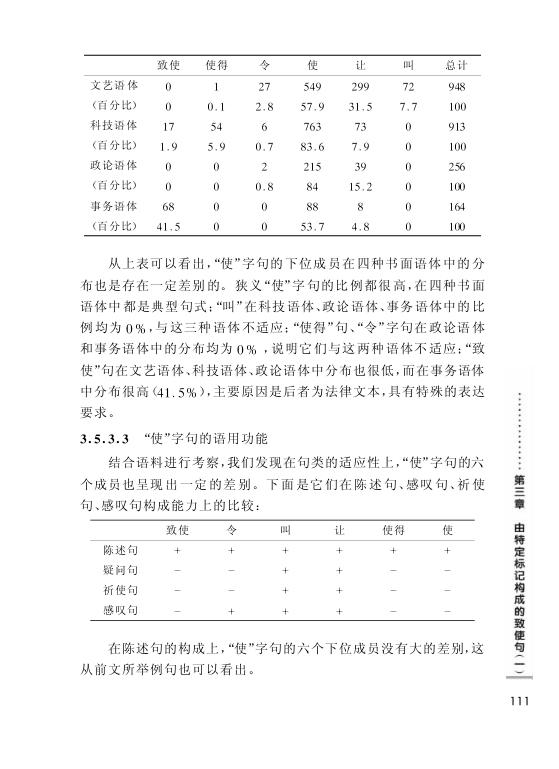 致使 使得 令 使 让 叫 总计
文艺语体 0 1 27 549 299 72 948
(百分比) 0 0.1 2.8 57.9 31.5 7.7 100
科技语体 17 54 6 763 73 0 913
(百分比) 1.9 5.9 0.7 83.6 7.9 0 100
政论语体 0 0 2 215 39 0 256
(百分比) 0 0 0.8 84 15.2 0 100
事务语体 68 0 0 88 8 0 164
(百分比) 41.5 0 0 53.7 4.8 0 100
从上表可以看出,“使”字句的下位成员在四种书面语体中的分
布也是存在一定差别的。狭义“使”字句的比例都很高,在四种书面
语体中都是典型句式;“叫”在科技语体、政论语体、事务语体中的比
例均为0%,与这三种语体不适应;“使得”句、“令”字句在政论语体
和事务语体中的分布均为0%,说明它们与这两种语体不适应;“致
使”句在文艺语体、科技语体、政论语体中分布也很低,而在事务语体
中分布很高(41.5%),主要原因是后者为法律文本,具有特殊的表达
要求。
3.5.3.3 “使”字句的语用功能
结合语料进行考察,我们发现在句类的适应性上,“使”字句的六
个成员也呈现出一定的差别。下面是它们在陈述句、感叹句、祈使
句、感叹句构成能力上的比较:
致使 令 叫 让 使得 使
陈述句 + + + + + +
疑问句 − − + + − −
祈使句 − − + + − −
感叹句 − + + + − −
在陈述句的构成上,“使”字句的六个下位成员没有大的差别,这
从前文所举例句也可以看出。
第三章 由特定标记构成的致使句(一)
111